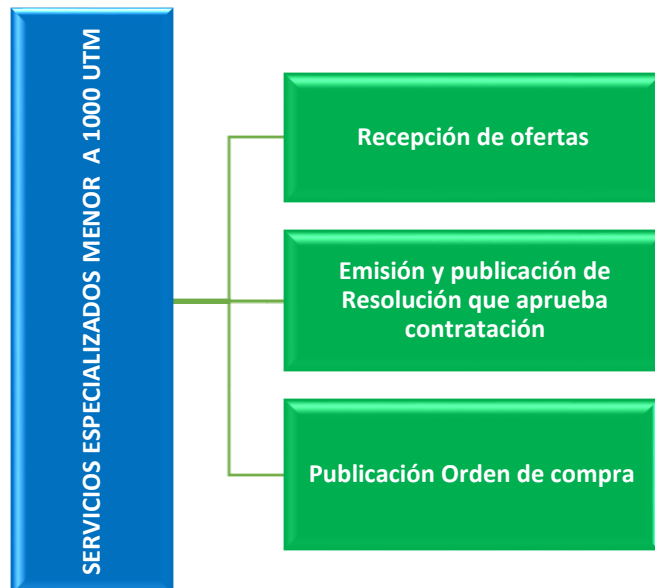 SERVICIOS ESPECIALIZADOS MENOR A 1000 UTM
Recepción de ofertas
Emisión y publicación de
Resolución que aprueba
contratación
Publicación Orden de compra